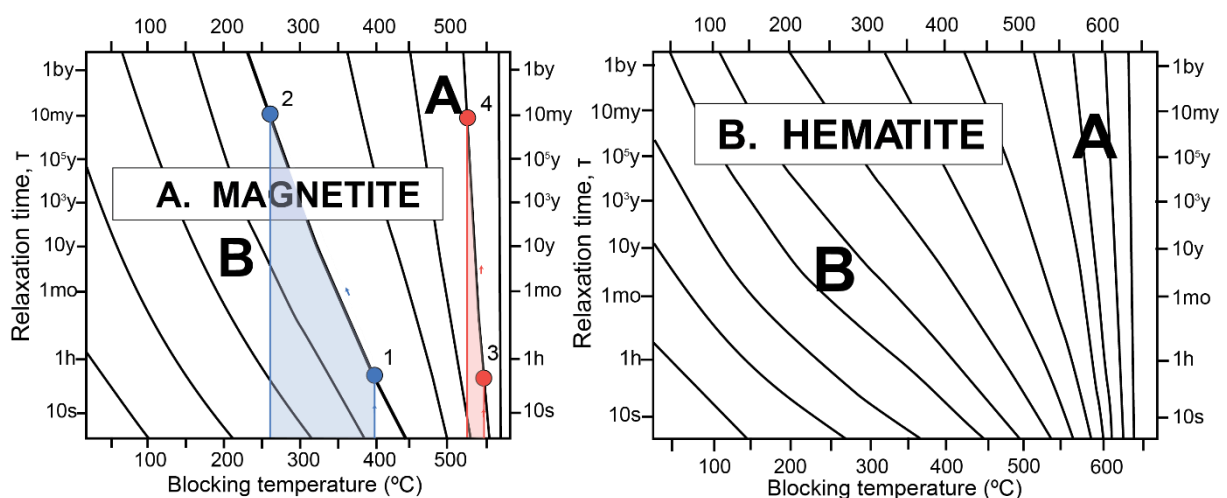 100 200 300 400 500
1by
10my
10⁵y
10³y
10y
1mo
1h
10s
Relaxation time, τ
2
A
4
A. MAGNETITE
B
1
3
1by
10my
10⁵y
10³y
10y
1mo
1h
10s
100 200 300 400 500
Blocking temperature (ºC)
100 200 300 400 500 600
1by
10my
10⁵y
10y
1mo
1h
10s
Relaxation time, τ
B. HEMATITE
A
B
1by
10my
10⁵y
10³y
10y
1mo
1h
10s
100 200 300 400 500 600
Blocking temperature (ºC)